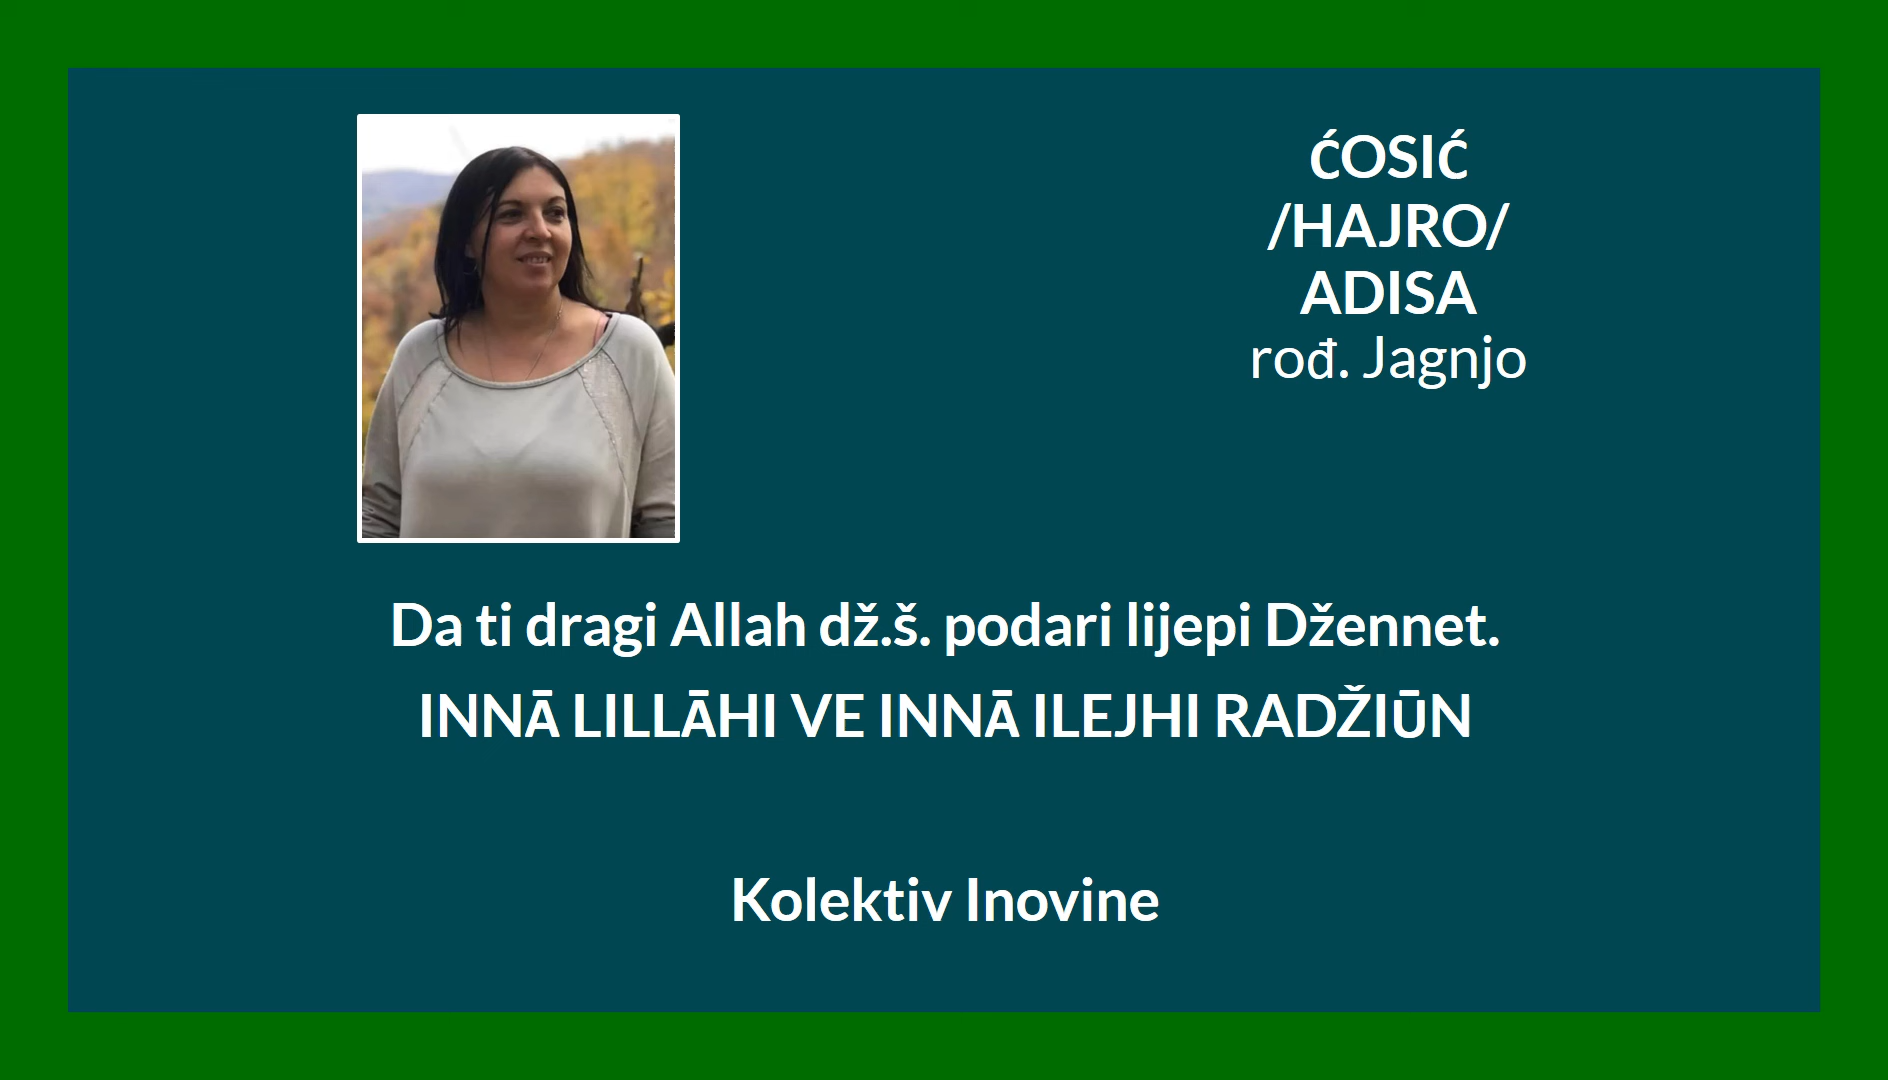 ĆOSIĆ
/HAJRO/
ADISA
rođ. Jagnjo
Da ti dragi Allah dž.š. podari lijepi Džennet.
INNĀ LILLĀHI VE INNĀ ILEJHI RADŽIŪN
Kolektiv Inovine